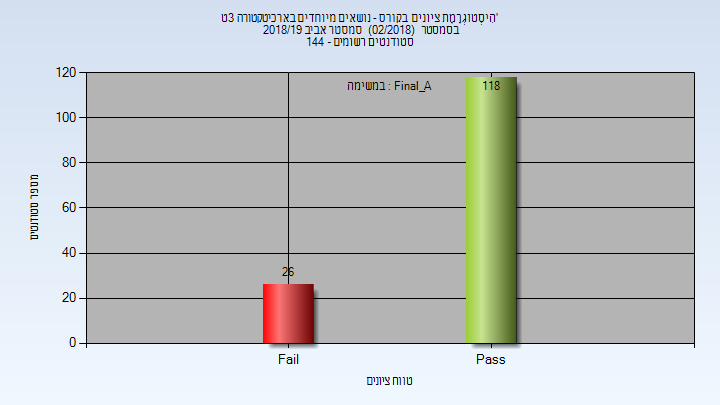 היסטוגרמת ציונים בקורס - נושאים מיוחדים בארכיטקטורה 3ט'
בסמסטר (02/2018) סמסטר אביב 2018/19
סטודנטים רשומים - 144
במשימה : Final_A
120
100
80
60
40
20
0
118
26
מספר סטודנטים
Fail
Pass
טווח ציונים